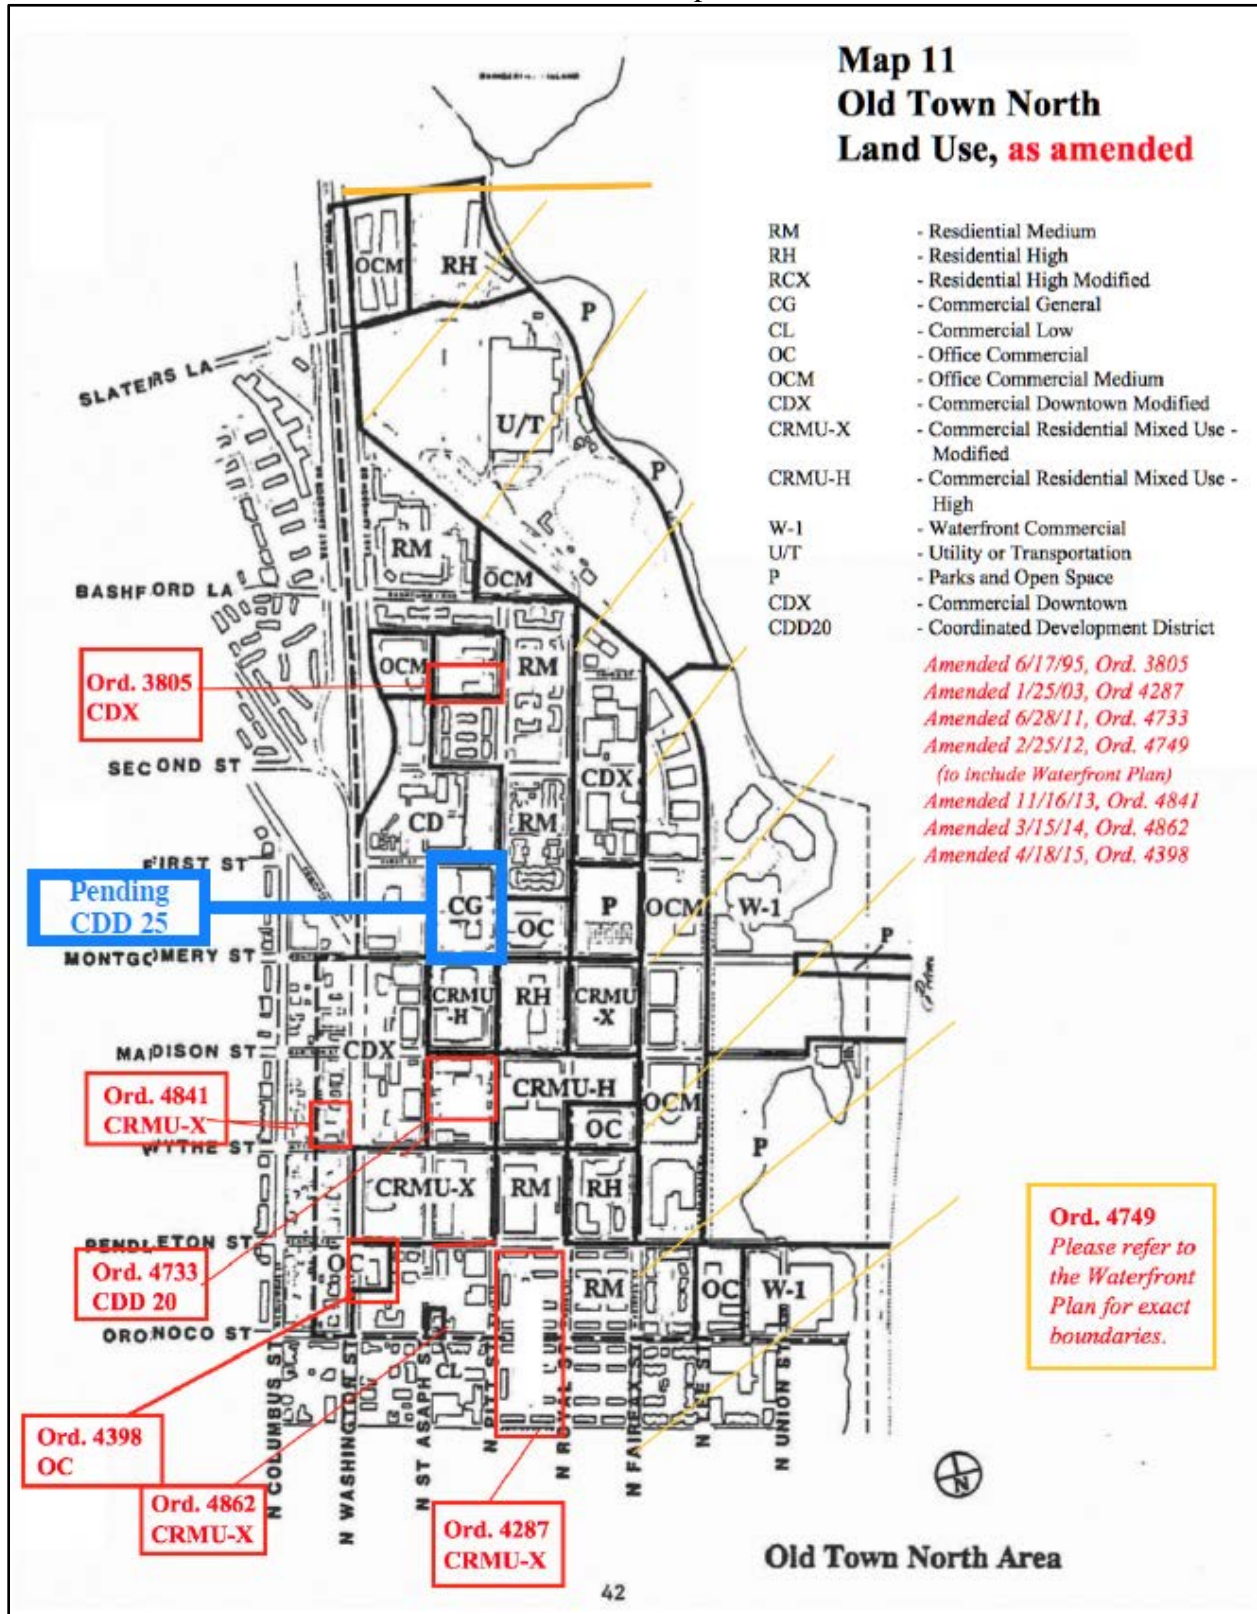 Map 11
Old Town North
Land Use, as amended
RM - Resdiential Medium
RH - Residential High
RCX - Residential High Modified
CG - Commercial General
CL - Commercial Low
OC - Office Commercial
OCM - Office Commercial Medium
CDX - Commercial Downtown Modified
CRMU-X - Commercial Residential Mixed Use -
Modified
CRMU-H - Commercial Residential Mixed Use -
High
W-1 - Waterfront Commercial
U/T - Utility or Transportation
P - Parks and Open Space
CDX - Commercial Downtown
CDD20 - Coordinated Development District
Amended 6/17/95, Ord. 3805
Amended 1/25/03, Ord 4287
Amended 6/28/11, Ord. 4733
Amended 2/25/12, Ord. 4749
(to include Waterfront Plan)
Amended 11/16/13, Ord. 4841
Amended 3/15/14, Ord. 4862
Amended 4/18/15, Ord. 4398
OCM
RH
P
SLATERS LA
U/T
P
RM
OCM
BASHFORD LA
OCM
RM
Ord. 3805
CDX
SECOND ST
CDX
CD
RM
FIRST ST
Pending
CDD 25
CG
OC
P
OCM
W-1
P
MONTGOMERY ST
CRMU
-H
RH
CRMU
-X
MADISON ST
CDX
CRMU-H
OCM
OC
Ord. 4841
CRMU-X
WYTHE ST
P
CRMU-X
RM
RH
PENDLETON ST
OC
RM
OC
W-1
Ord. 4733
CDD 20
ORONOCO ST
CL
Ord. 4749
Please refer to
the Waterfront
Plan for exact
boundaries.
N COLUMBUS ST
N WASHINGTON ST
N ST ASAPH ST
N PITT ST
N ROYAL ST
N FAIRFAX ST
N LEE ST
N UNION ST
Ord. 4398
OC
Ord. 4862
CRMU-X
Ord. 4287
CRMU-X
N
Old Town North Area
42